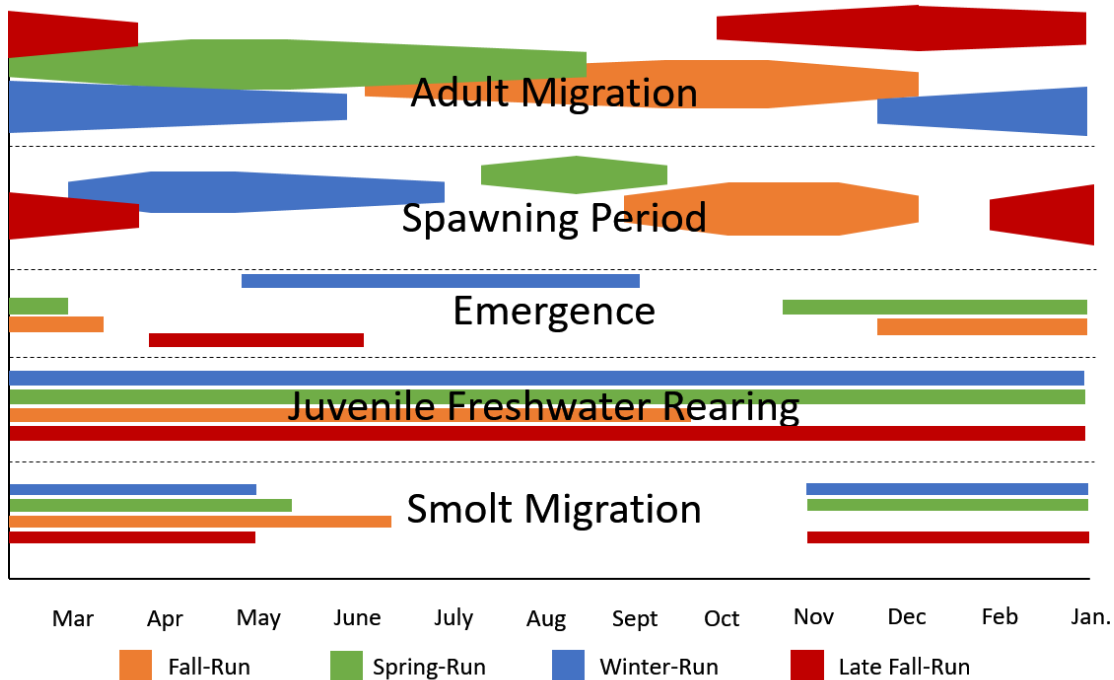 Adult Migration
Spawning Period
Emergence
Juvenile Freshwater Rearing
Smolt Migration
Mar Apr May June July Aug Sept Oct Nov Dec Feb Jan.
Fall-Run Spring-Run Winter-Run Late Fall-Run